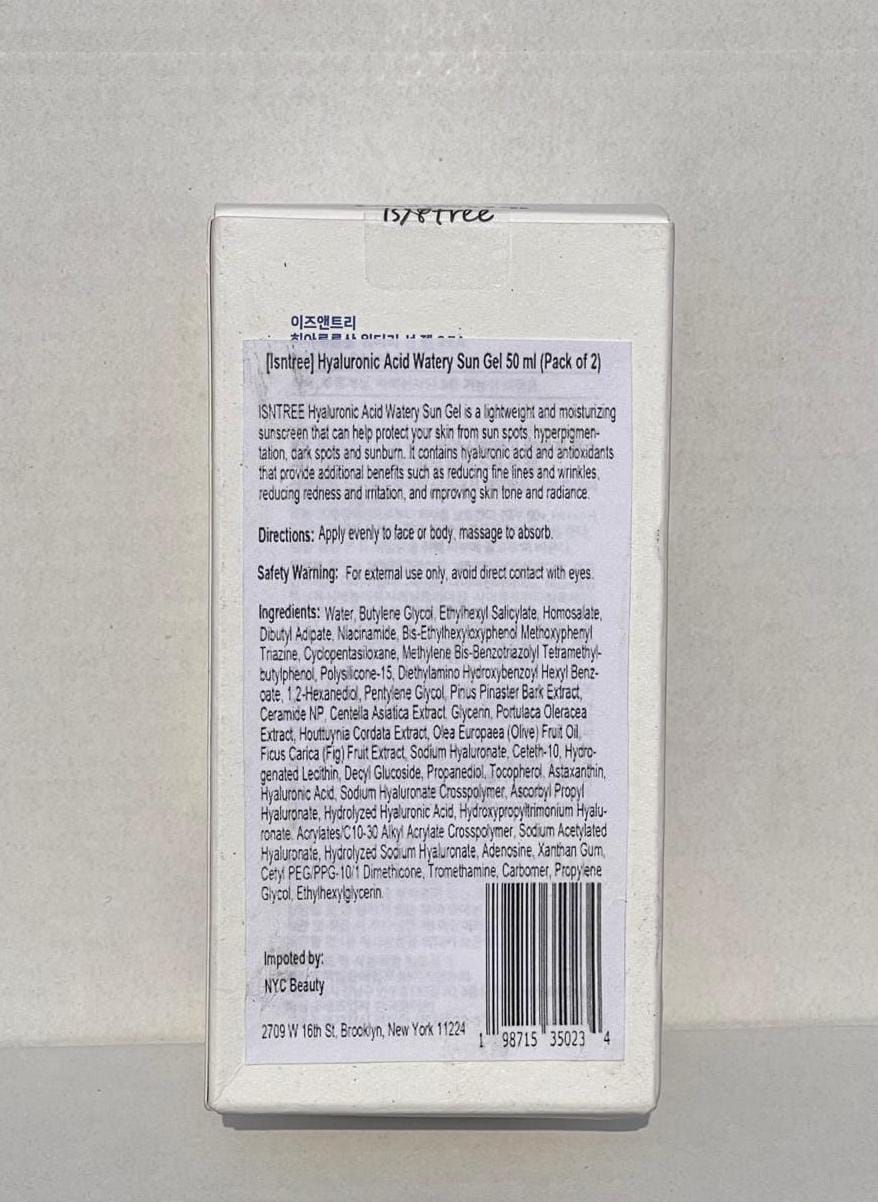 isntree
이즈앤트리
히아루론산 워터리 선 젤
[Isntree] Hyaluronic Acid Watery Sun Gel 50 ml (Pack of 2)
ISNTREE Hyaluronic Acid Watery Sun Gel is a lightweight and moisturizing
sunscreen that can help protect your skin from sun spots, hyperpigmen-
tation, dark spots and sunburn. It contains hyaluronic acid and antioxidants
that provide additional benefits such as reducing fine lines and wrinkles,
reducing redness and irritation, and improving skin tone and radiance.
Directions: Apply evenly to face or body, massage to absorb.
Safety Warning: For external use only, avoid direct contact with eyes.
Ingredients: Water, Butylene Glycol, Ethylhexyl Salicylate, Homosalate,
Dibutyl Adipate, Niacinamide, Bis-Ethylhexyloxyphenol Methoxyphenyl
Triazine, Cyclopentasiloxane, Methylene Bis-Benzotriazolyl Tetramethyl-
butylphenol, Polysilicone-15, Diethylamino Hydroxybenzoyl Hexyl Benz-
oate, 1,2-Hexanediol, Pentylene Glycol, Pinus Pinaster Bark Extract,
Ceramide NP, Centella Asiatica Extract, Glycerin, Portulaca Oleracea
Extract, Houttuynia Cordata Extract, Olea Europaea (Olive) Fruit Oil,
Ficus Carica (Fig) Fruit Extract, Sodium Hyaluronate, Ceteth-10, Hydro-
genated Lecithin, Decyl Glucoside, Propanediol, Tocopherol, Astaxanthin,
Hyaluronic Acid, Sodium Hyaluronate Crosspolymer, Ascorbyl Propyl
Hyaluronate, Hydrolyzed Hyaluronic Acid, Hydroxypropyltrimonium Hyalu-
ronate, Acrylates/C10-30 Alkyl Acrylate Crosspolymer, Sodium Acetylated
Hyaluronate, Hydrolyzed Sodium Hyaluronate, Adenosine, Xanthan Gum,
Cetyl PEG/PPG-10/1 Dimethicone, Tromethamine, Carbomer, Propylene
Glycol, Ethylhexylglycerin.
Impoted by:
NYC Beauty
2709 W 16th St, Brooklyn, New York 11224
1 98715 35023 4